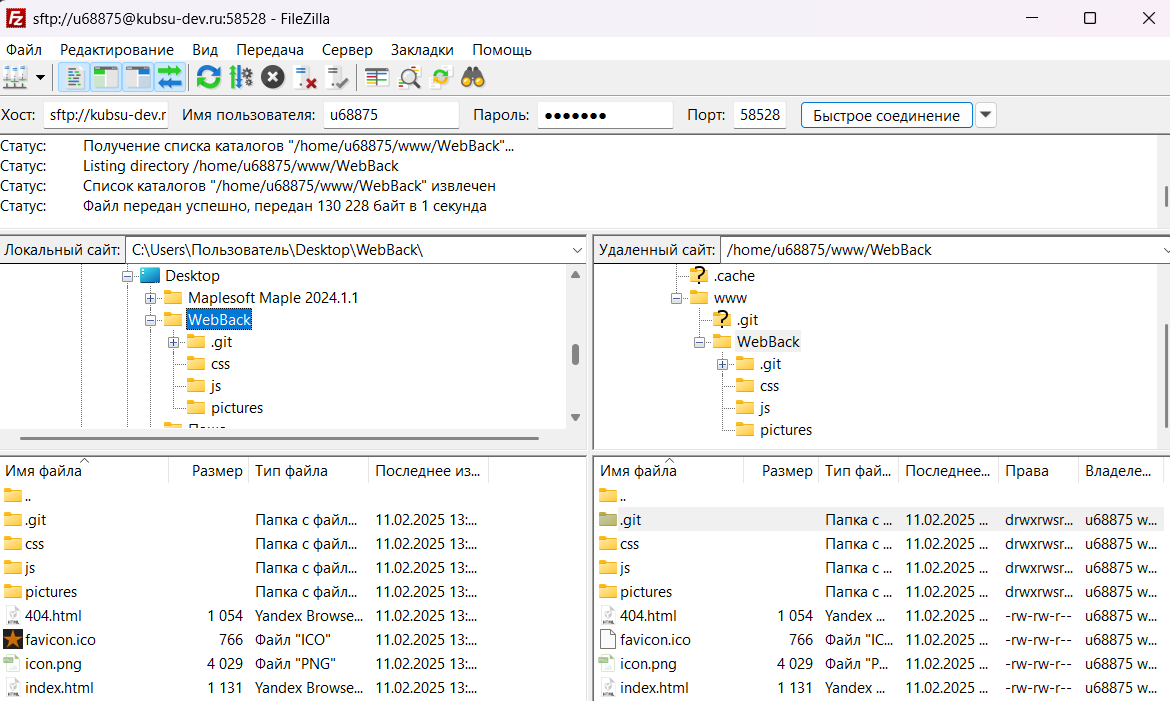 sftp://u68875@kubsu-dev.ru:58528 - FileZilla
Файл Редактирование Вид Передача Сервер Закладки Помощь
Хост: sftp://kubsu-dev.r Имя пользователя: u68875 Пароль: ●●●●●●● Порт: 58528 Быстрое соединение
Статус: Получение списка каталогов "/home/u68875/www/WebBack"...
Статус: Listing directory /home/u68875/www/WebBack
Статус: Список каталогов "/home/u68875/www/WebBack" извлечен
Статус: Файл передан успешно, передан 130 228 байт в 1 секунда
Локальный сайт: C:\Users\Пользователь\Desktop\WebBack\
Desktop
Maplesoft Maple 2024.1.1
WebBack
.git
css
js
pictures
Удаленный сайт: /home/u68875/www/WebBack
.cache
www
.git
WebBack
.git
css
js
pictures
Имя файла Размер Тип файла Последнее из...
..
.git Папка с файл... 11.02.2025 13:...
css Папка с файл... 11.02.2025 13:...
js Папка с файл... 11.02.2025 13:...
pictures Папка с файл... 11.02.2025 13:...
404.html 1 054 Yandex Browse... 11.02.2025 13:...
favicon.ico 766 Файл "ICO" 11.02.2025 13:...
icon.png 4 029 Файл "PNG" 11.02.2025 13:...
index.html 1 131 Yandex Browse... 11.02.2025 13:...
Имя файла Размер Тип фай... Последнее... Права Владеле...
..
.git Папка с ... 11.02.2025 ... drwxrwsr... u68875 w...
css Папка с ... 11.02.2025 ... drwxrwsr... u68875 w...
js Папка с ... 11.02.2025 ... drwxrwsr... u68875 w...
pictures Папка с ... 11.02.2025 ... drwxrwsr... u68875 w...
404.html 1 054 Yandex ... 11.02.2025 ... -rw-rw-r-- u68875 w...
favicon.ico 766 Файл "IC... 11.02.2025 ... -rw-rw-r-- u68875 w...
icon.png 4 029 Файл "P... 11.02.2025 ... -rw-rw-r-- u68875 w...
index.html 1 131 Yandex ... 11.02.2025 ... -rw-rw-r-- u68875 w...